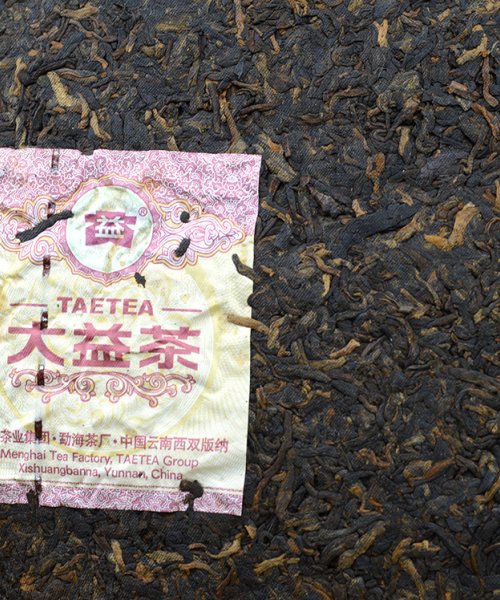 益®
TAETEA
大益茶
茶业集团·勐海茶厂·中国云南西双版纳
Menghai Tea Factory, TAETEA Group
Xishuangbanna, Yunnan, China